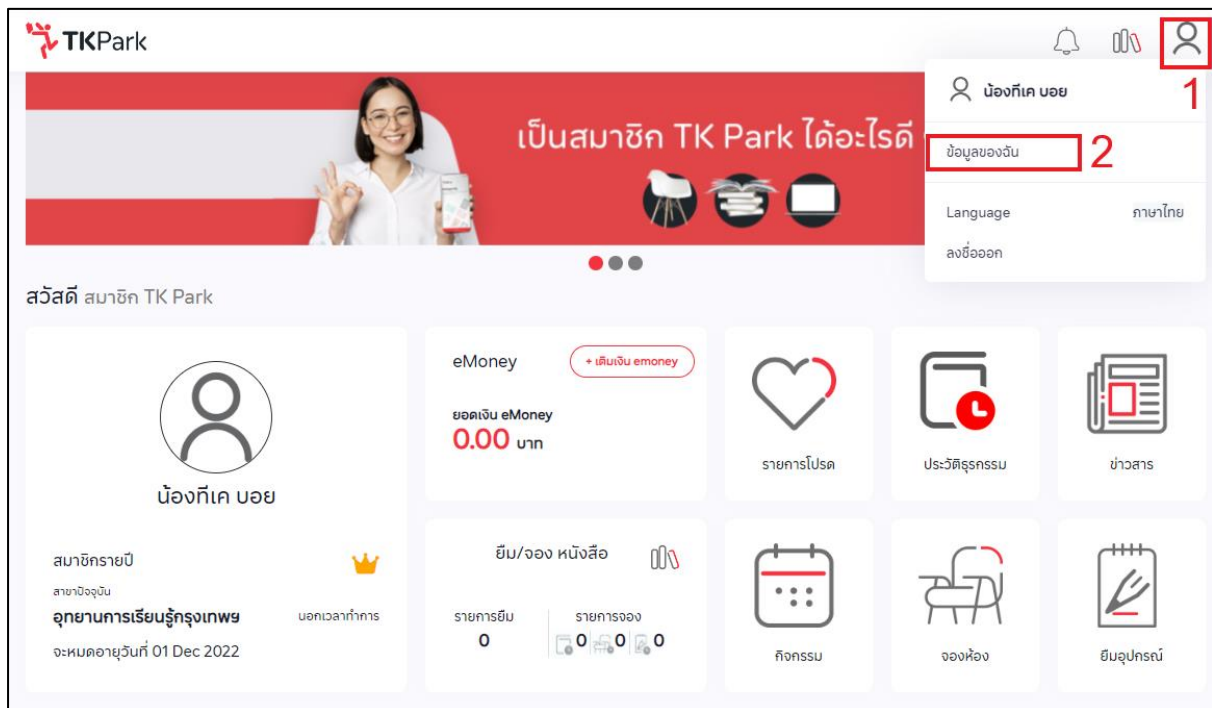 TKPark
1
น้องทีเค บอย
เป็นสมาชิก TK Park ได้อะไรดี
ข้อมูลของฉัน 2
Language ภาษาไทย
ลงชื่อออก
สวัสดี สมาชิก TK Park
eMoney + เติมเงิน emoney
ยอดเงิน eMoney
0.00 บาท
รายการโปรด
ประวัติธุรกรรม
ข่าวสาร
น้องทีเค บอย
สมาชิกรายปี
สาขาปัจจุบัน
อุทยานการเรียนรู้กรุงเทพฯ นอกเวลาทำการ
จะหมดอายุวันที่ 01 Dec 2022
ยืม/จอง หนังสือ
รายการยืม รายการจอง
0 0 0 0
กิจกรรม
จองห้อง
ยืมอุปกรณ์